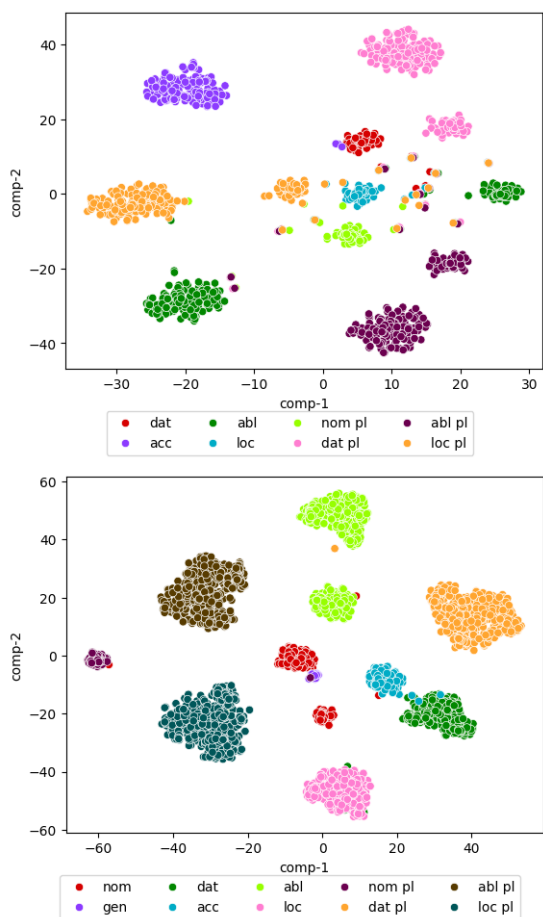 40
20
0
−20
−40
comp-2
−30 −20 −10 0 10 20 30
comp-1
dat abl nom pl abl pl
acc loc dat pl loc pl
60
40
20
0
−20
−40
−60
comp-2
−60 −40 −20 0 20 40
comp-1
nom dat abl nom pl abl pl
gen acc loc dat pl loc pl